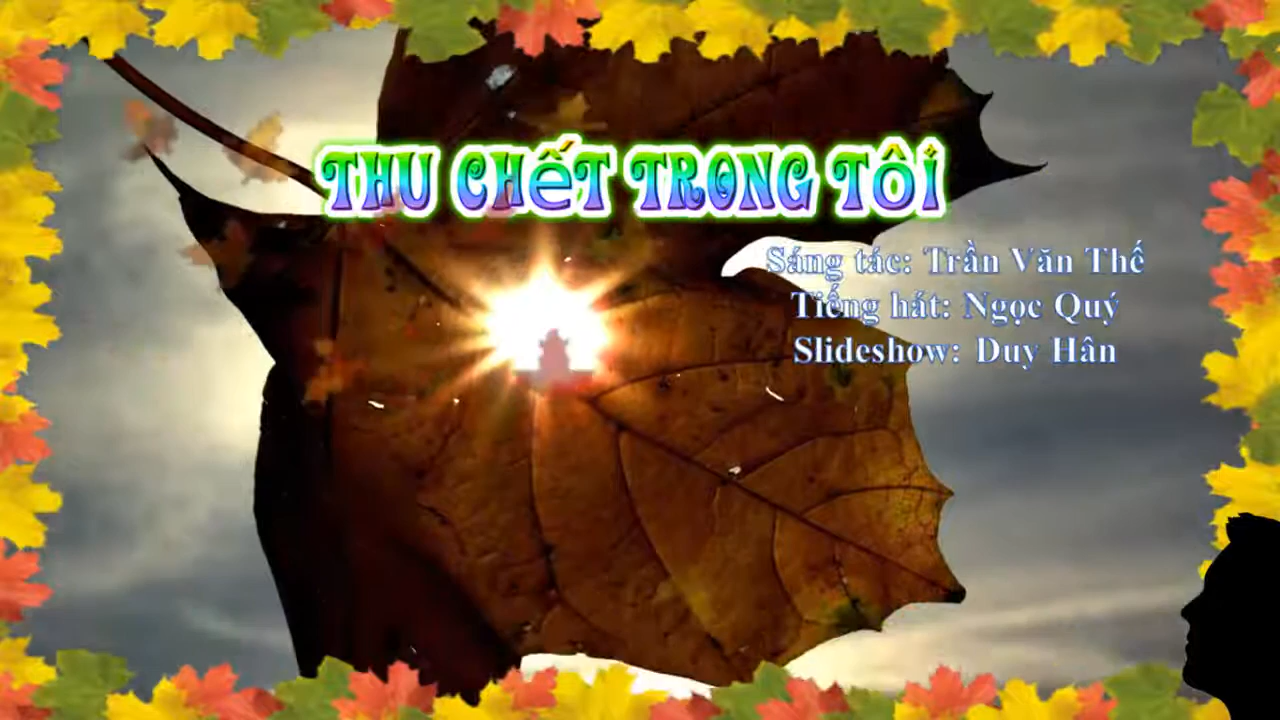 THU CHẾT TRONG TÔI
Sáng tác: Trần Văn Thế
Tiếng hát: Ngọc Quý
Slideshow: Duy Hân